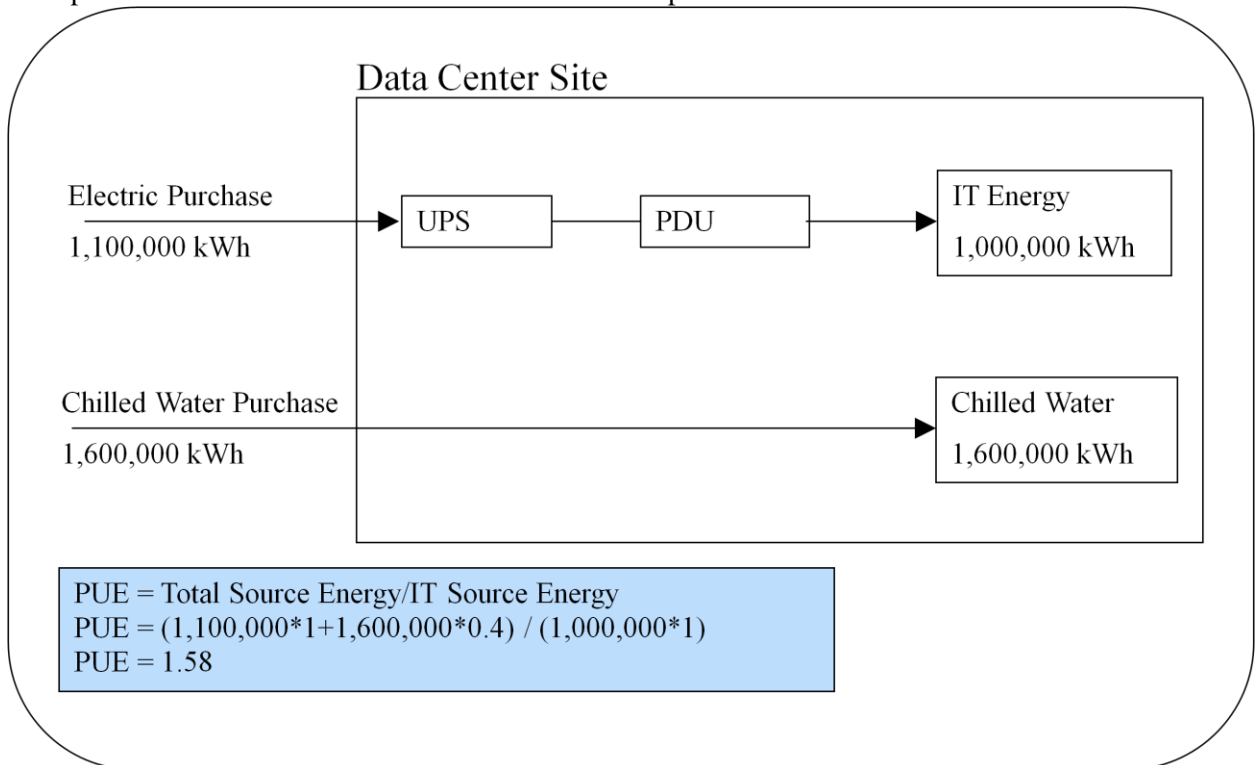 Data Center Site
Electric Purchase
1,100,000 kWh
UPS
PDU
IT Energy
1,000,000 kWh
Chilled Water Purchase
1,600,000 kWh
Chilled Water
1,600,000 kWh
PUE = Total Source Energy/IT Source Energy
PUE = (1,100,000*1+1,600,000*0.4) / (1,000,000*1)
PUE = 1.58